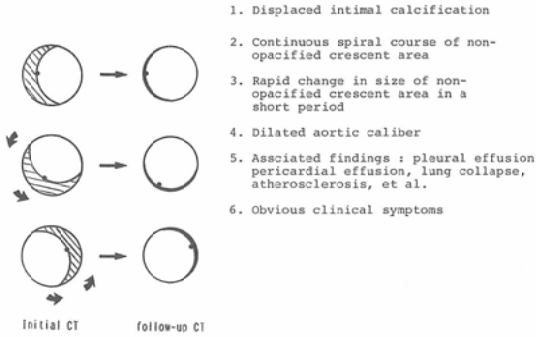 1. Displaced intimal calcification
2. Continuous spiral course of non-
opacified crescent area
3. Rapid change in size of non-
opacified crescent area in a
short period
4. Dilated aortic caliber
5. Assciated findings : pleural effusion
pericardial effusion, lung collapse,
atherosclerosis, et al.
6. Obvious clinical symptoms
Initial CT
follow-up CT